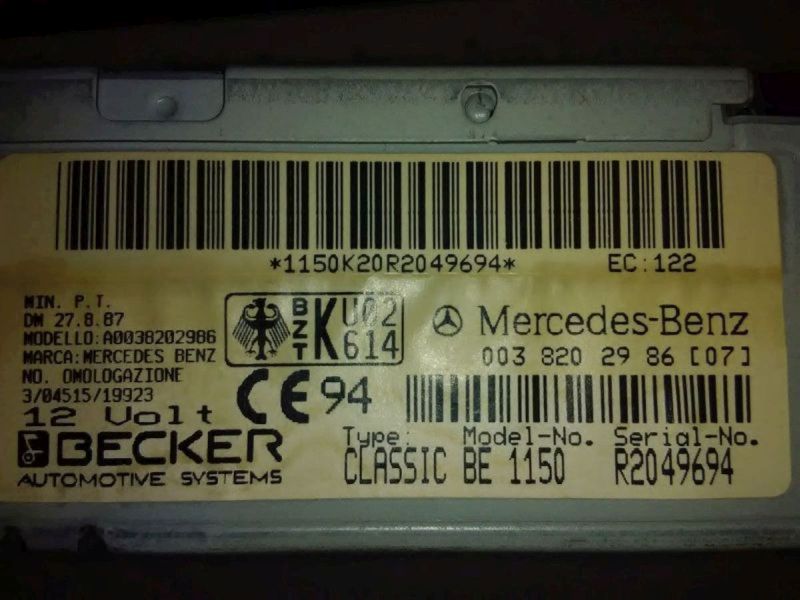 *1150K20R2049694* EC:122
MIN. P.T.
DM 27.8.87
MODELLO:A0038202986
MARCA:MERCEDES BENZ
NO. OMOLOGAZIONE
3/04515/19923
12 Volt
BECKER
AUTOMOTIVE SYSTEMS
BZT K U02
614
CE 94
Mercedes-Benz
003 820 29 86 [07]
Type: Model-No. Serial-No.
CLASSIC BE 1150 R2049694